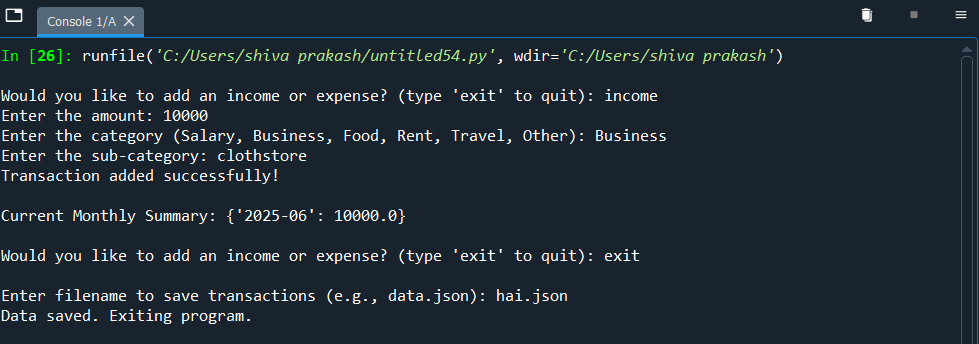 Console 1/A
In [26]: runfile('C:/Users/shiva prakash/untitled54.py', wdir='C:/Users/shiva prakash')
Would you like to add an income or expense? (type 'exit' to quit): income
Enter the amount: 10000
Enter the category (Salary, Business, Food, Rent, Travel, Other): Business
Enter the sub-category: clothstore
Transaction added successfully!
Current Monthly Summary: {'2025-06': 10000.0}
Would you like to add an income or expense? (type 'exit' to quit): exit
Enter filename to save transactions (e.g., data.json): hai.json
Data saved. Exiting program.